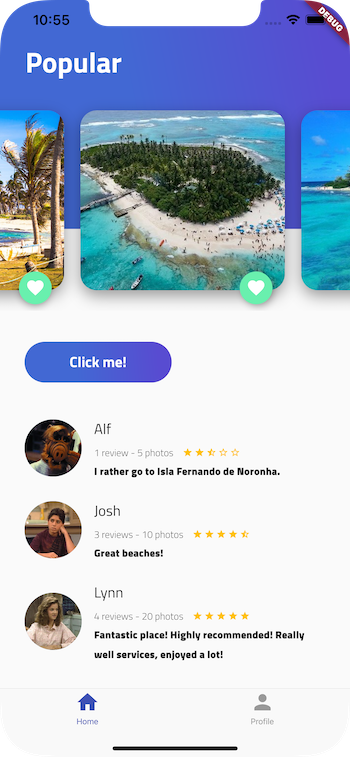 10:55
DEBUG
Popular
Click me!
Alf
1 review - 5 photos
I rather go to Isla Fernando de Noronha.
Josh
3 reviews - 10 photos
Great beaches!
Lynn
4 reviews - 20 photos
Fantastic place! Highly recommended! Really
well services, enjoyed a lot!
Home
Profile